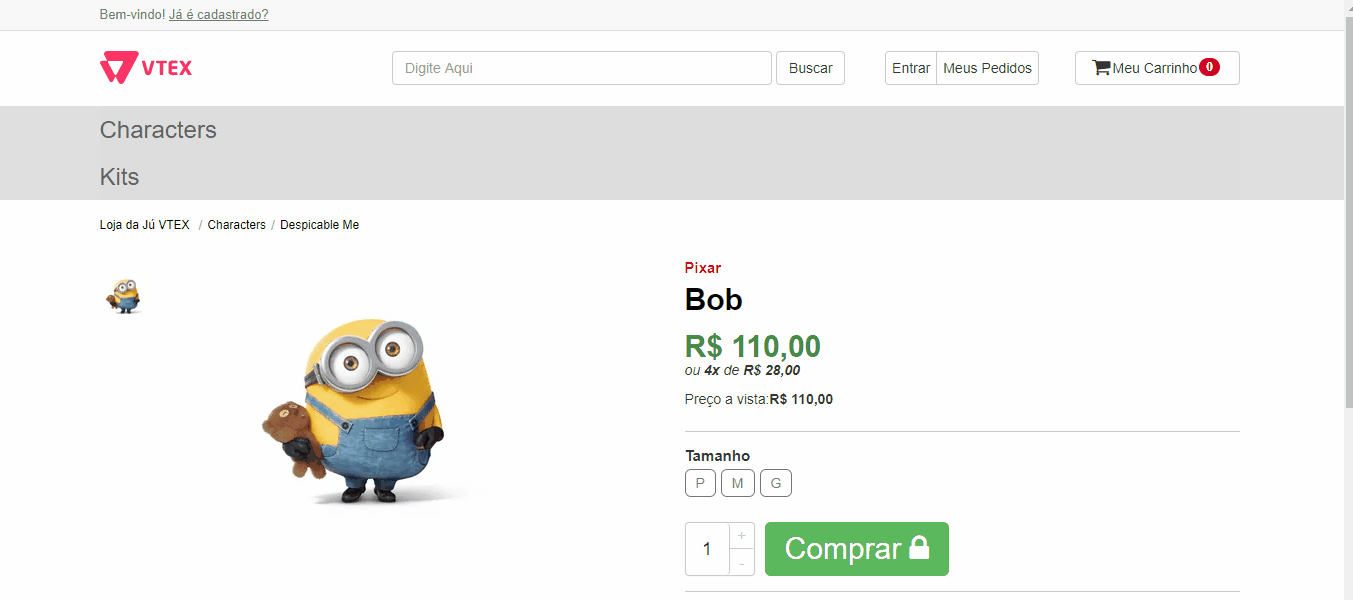 Bem-vindo! Já é cadastrado?
VTEX
Digite Aqui
Buscar
Entrar
Meus Pedidos
Meu Carrinho 0
Characters
Kits
Loja da Jú VTEX / Characters / Despicable Me
Pixar
Bob
R$ 110,00
ou 4x de R$ 28,00
Preço a vista:R$ 110,00
Tamanho
P M G
1
+
-
Comprar